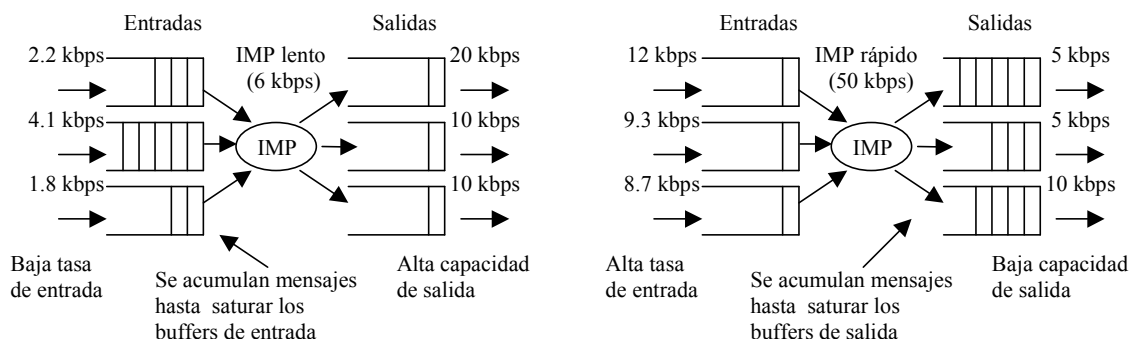 Entradas
Salidas
2.2 kbps
IMP lento
(6 kbps)
20 kbps
4.1 kbps
IMP
10 kbps
1.8 kbps
10 kbps
Baja tasa
de entrada
Se acumulan mensajes
hasta saturar los
buffers de entrada
Alta capacidad
de salida
Entradas
Salidas
12 kbps
IMP rápido
(50 kbps)
5 kbps
9.3 kbps
IMP
5 kbps
8.7 kbps
10 kbps
Alta tasa
de entrada
Se acumulan mensajes
hasta saturar los
buffers de salida
Baja capacidad
de salida